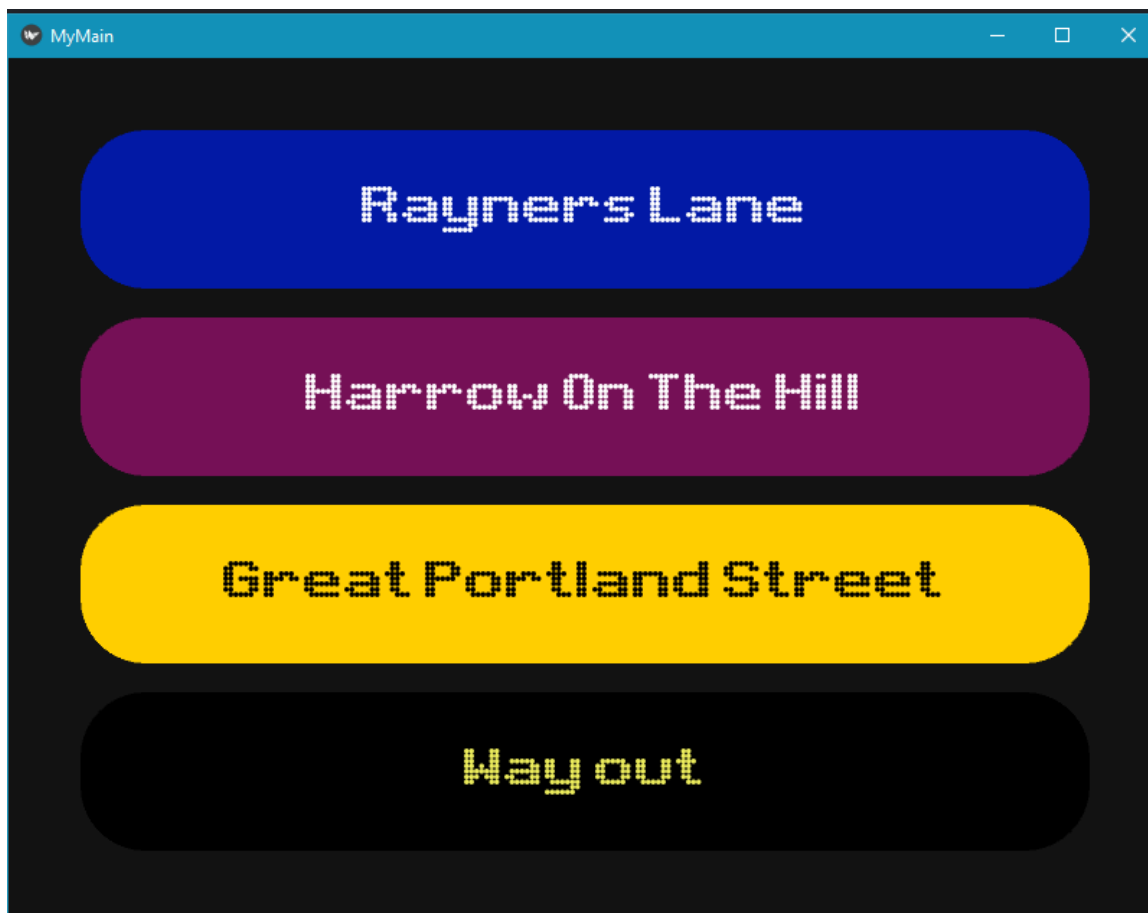 MyMain
Rayners Lane
Harrow On The Hill
Great Portland Street
Way out